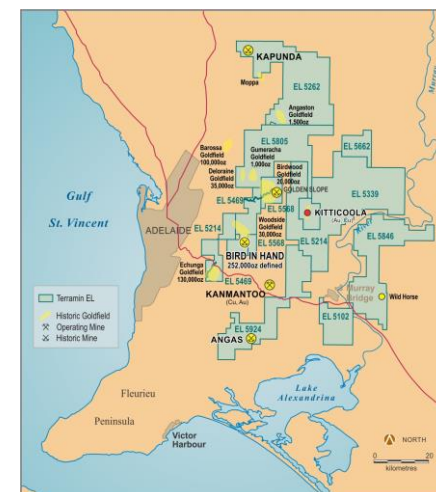 KAPUNDA
Moppa
EL 5262
Angaston
Goldfield
1,500oz
Barossa
Goldfield
100,000oz
EL 5805
Gumeracha
Goldfield
1,000oz
EL 5662
Deloraine
Goldfield
35,000oz
Birdwood
Goldfield
20,000oz
GOLDEN SLOPE
EL 5339
EL 5469
EL 5568
KITTICOOLA
(Au, Cu)
River
Gulf
St. Vincent
ADELAIDE
EL 5214
Woodside
Goldfield
30,000oz
EL 5568
EL 5214
EL 5846
BIRD IN HAND
252,000oz defined
Echunga
Goldfield
130,000oz
EL 5469
KANMANTOO
(Cu, Au)
Murray
Bridge
Wild Horse
EL 5102
Terramin EL
Historic Goldfield
Operating Mine
Historic Mine
EL 5924
ANGAS
Lake
Alexandrina
Fleurieu
Peninsula
Victor
Harbour
NORTH
0 20
kilometres